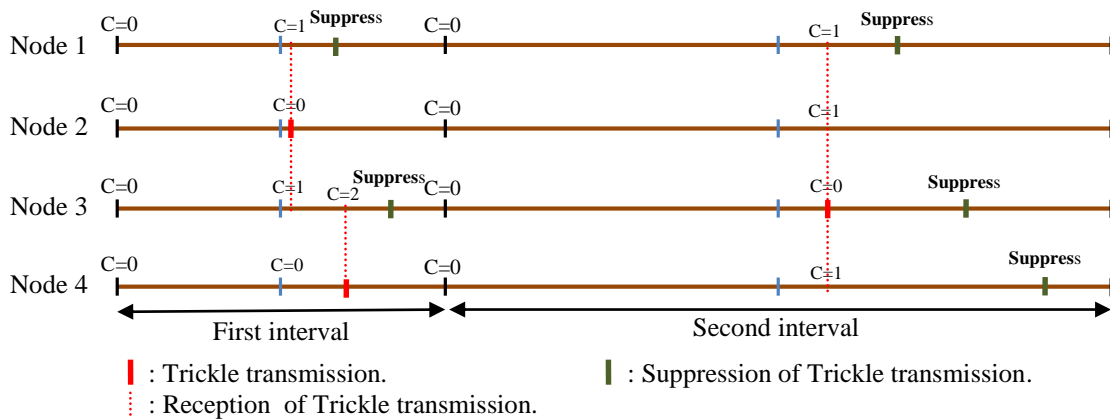 C=0 C=1 Suppress C=0 C=1 Suppress
Node 1
C=0 C=0 C=0 C=1
Node 2
C=0 C=1 C=2 Suppress C=0 C=0 Suppress
Node 3
C=0 C=0 C=0 C=1 Suppress
Node 4
First interval Second interval
: Trickle transmission. : Suppression of Trickle transmission.
: Reception of Trickle transmission.